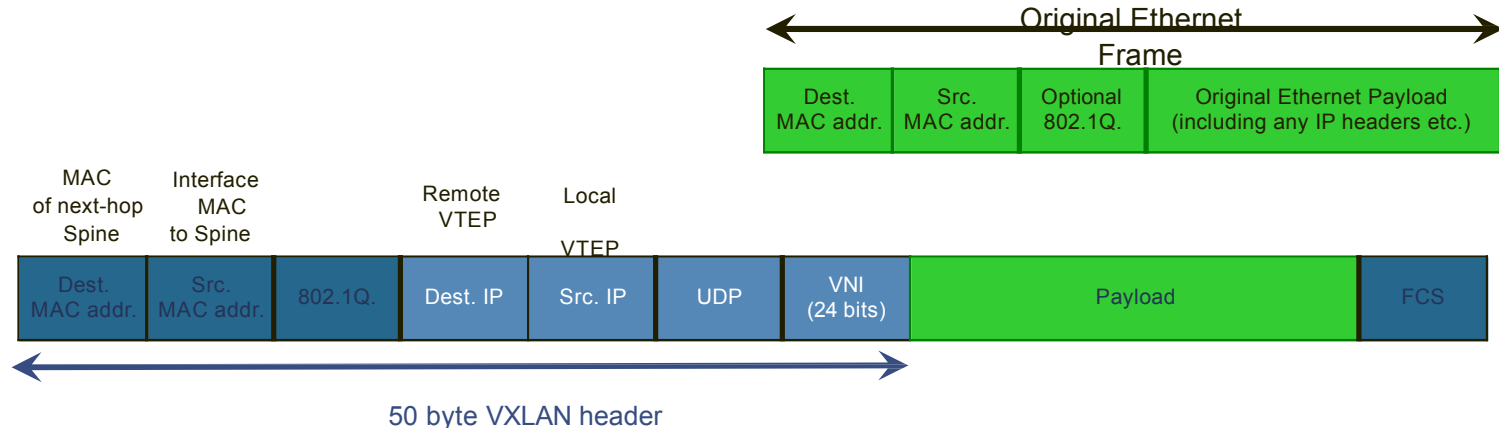 Original Ethernet
Frame
Dest.
MAC addr.
Src.
MAC addr.
Optional
802.1Q.
Original Ethernet Payload
(including any IP headers etc.)
MAC
of next-hop
Spine
Interface
MAC
to Spine
Remote
VTEP
Local
VTEP
Dest.
MAC addr.
Src.
MAC addr.
802.1Q.
Dest. IP
Src. IP
UDP
VNI
(24 bits)
Payload
FCS
50 byte VXLAN header